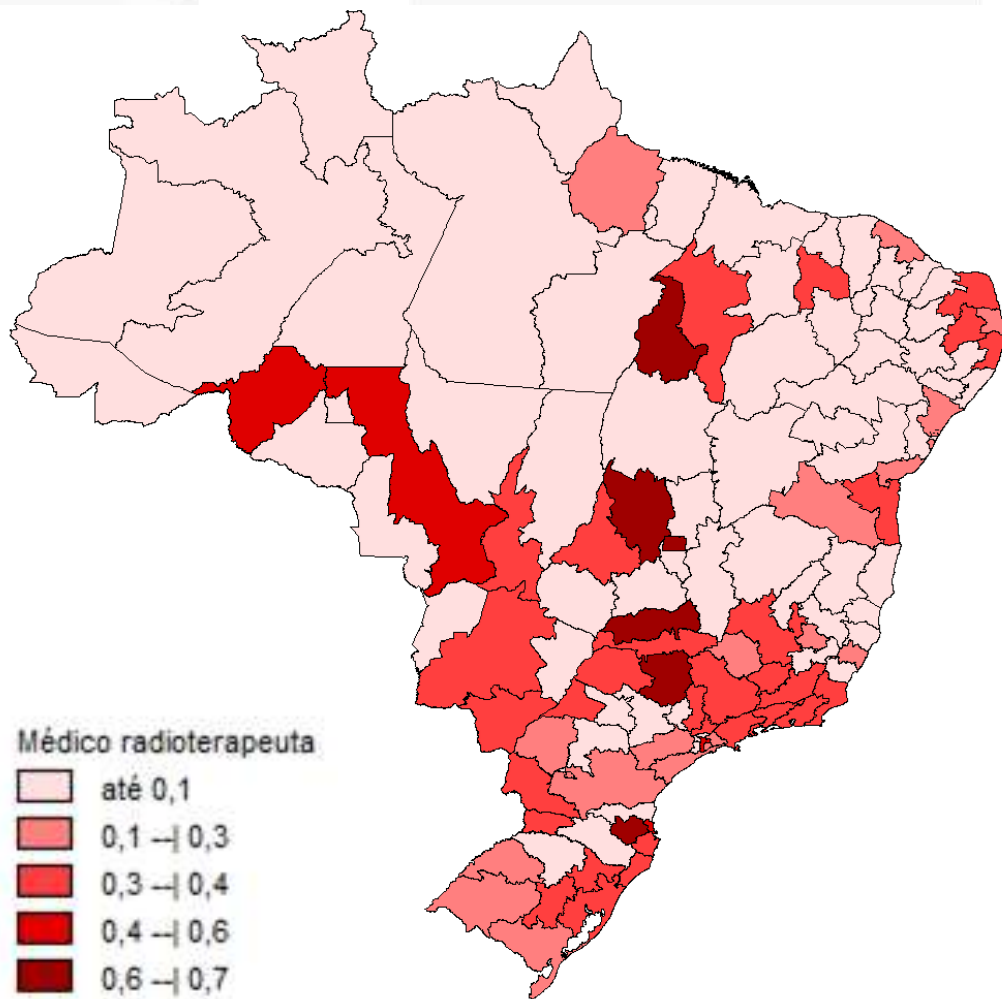 Médico radioterapeuta
até 0,1
0,1 --| 0,3
0,3 --| 0,4
0,4 --| 0,6
0,6 --| 0,7